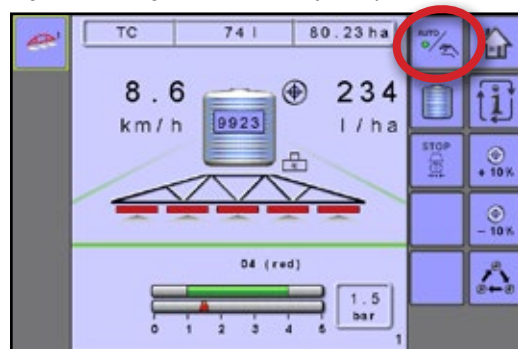 TC 74 l 80.23 ha
AUTO
8.6 234
km/h 9923 l/ha
STOP
+ 10%
- 10%
D4 (red)
1.5
bar
0 1 2 3 4 5
1